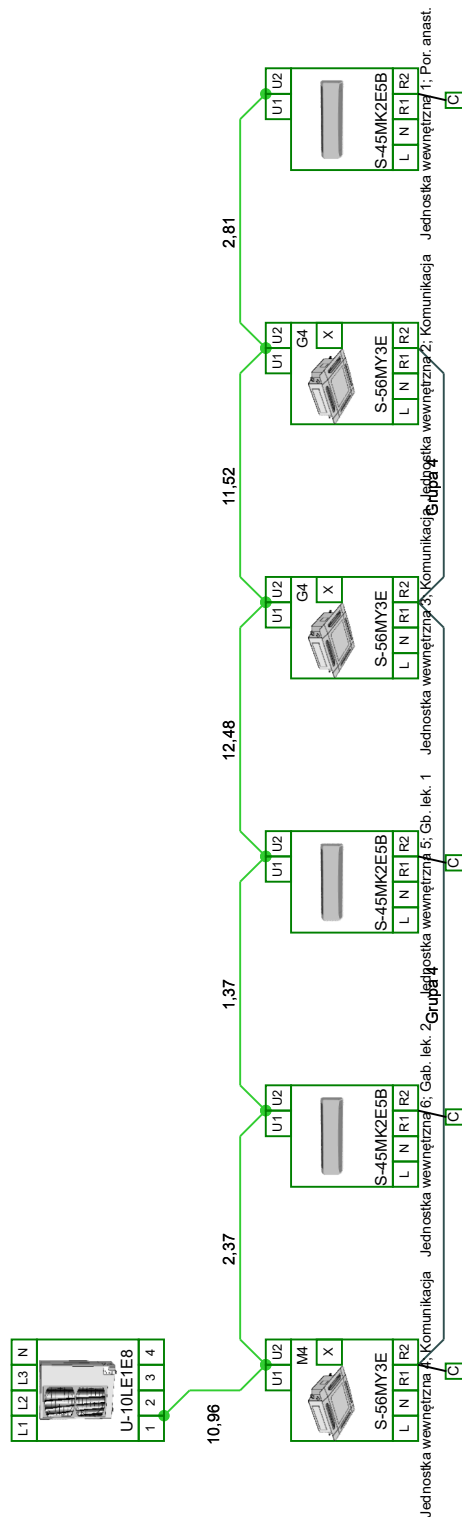 L1 L2 L3 N
U-10LE1E8
1 2 3 4
10,96
2,37
1,37
12,48
11,52
2,81
U1 U2
M4
X
S-56MY3E
L N R1 R2
Jednostka wewnętrzna 4; Komunikacja
C
U1 U2
S-45MK2E5B
L N R1 R2
Jednostka wewnętrzna 6; Gab. lek. 2
C
Grupa 4
U1 U2
S-45MK2E5B
L N R1 R2
Jednostka wewnętrzna 5; Gb. lek. 1
C
U1 U2
G4
X
S-56MY3E
L N R1 R2
Jednostka wewnętrzna 3; Komunikacja
Grupa 4
U1 U2
G4
X
S-56MY3E
L N R1 R2
Jednostka wewnętrzna 2; Komunikacja
U1 U2
S-45MK2E5B
L N R1 R2
Jednostka wewnętrzna 1; Por. anast.
C